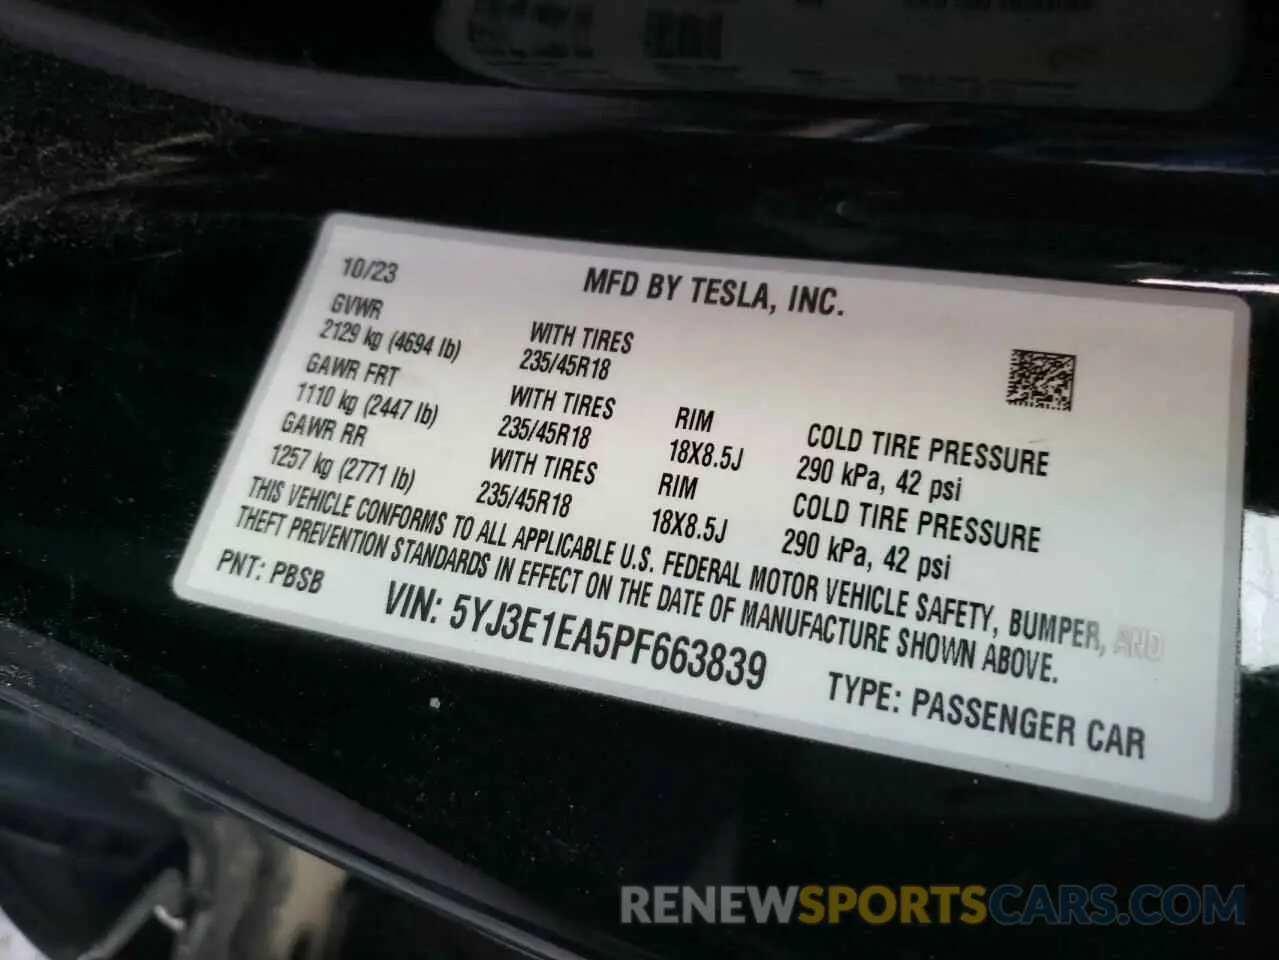 10/23 MFD BY TESLA, INC.
GVWR
2129 kg (4694 lb) WITH TIRES
235/45R18
GAWR FRT
1110 kg (2447 lb) WITH TIRES RIM COLD TIRE PRESSURE
235/45R18 18X8.5J 290 kPa, 42 psi
GAWR RR
1257 kg (2771 lb) WITH TIRES RIM COLD TIRE PRESSURE
235/45R18 18X8.5J 290 kPa, 42 psi
THIS VEHICLE CONFORMS TO ALL APPLICABLE U.S. FEDERAL MOTOR VEHICLE SAFETY, BUMPER, AND
THEFT PREVENTION STANDARDS IN EFFECT ON THE DATE OF MANUFACTURE SHOWN ABOVE.
PNT: PBSB VIN: 5YJ3E1EA5PF663839 TYPE: PASSENGER CAR
RENEWSPORTSCARS.COM